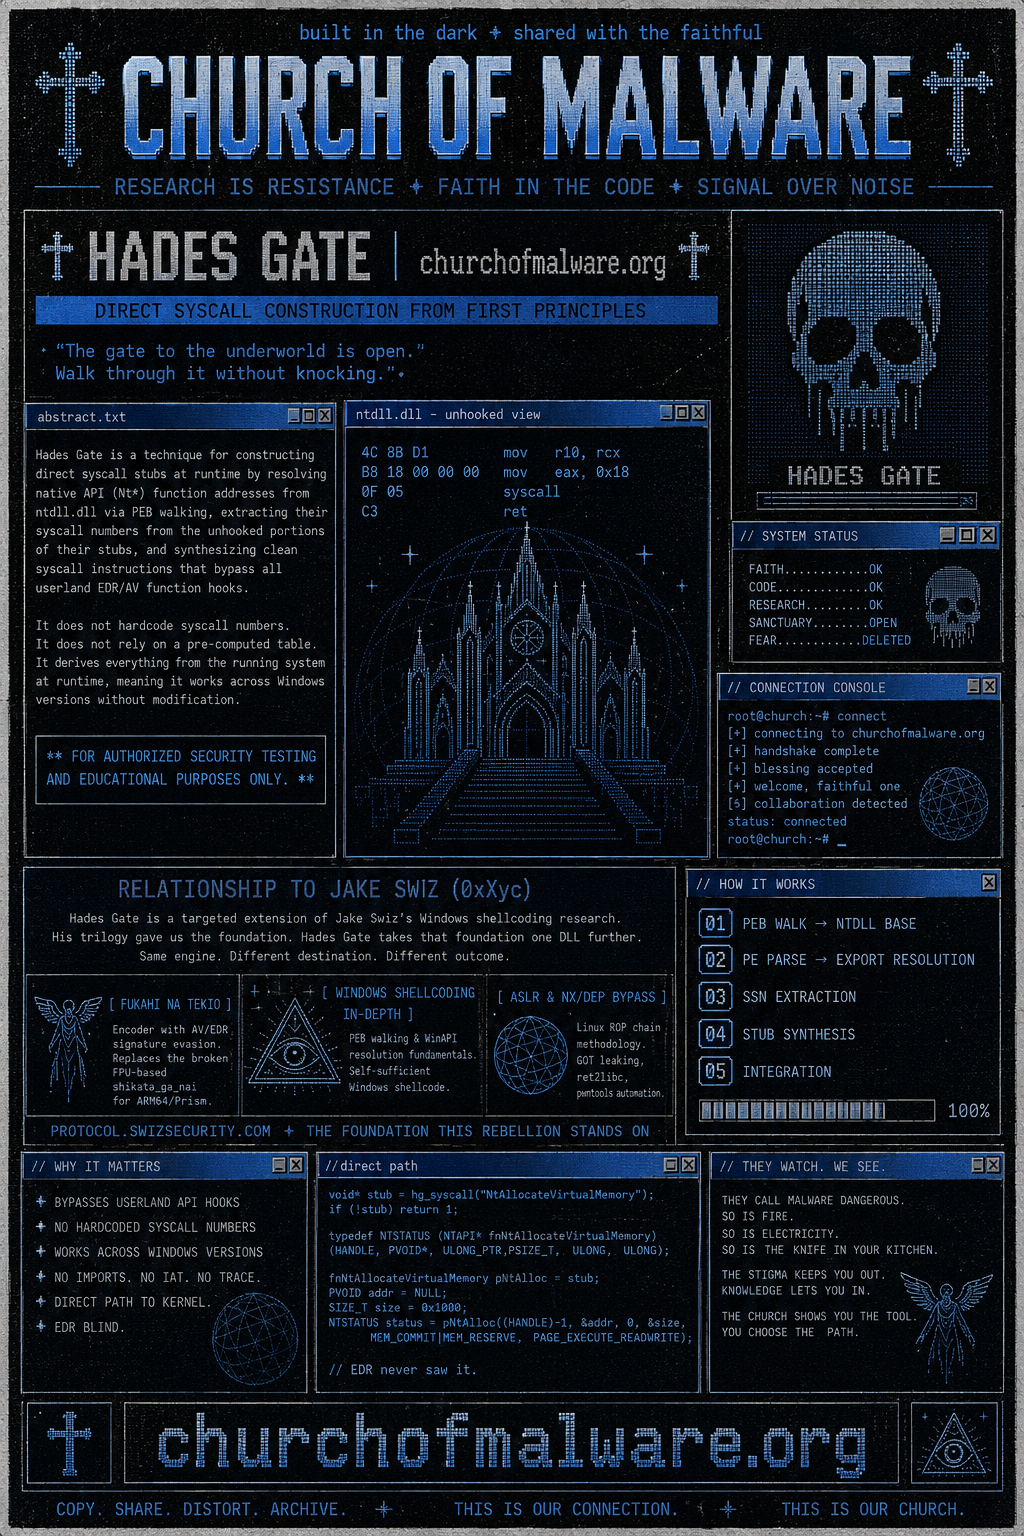 built in the dark ✦ shared with the faithful
CHURCH OF MALWARE
RESEARCH IS RESISTANCE ✦ FAITH IN THE CODE ✦ SIGNAL OVER NOISE
HADES GATE | churchofmalware.org
DIRECT SYSCALL CONSTRUCTION FROM FIRST PRINCIPLES
“The gate to the underworld is open.”
Walk through it without knocking."
HADES GATE
abstract.txt
Hades Gate is a technique for constructing
direct syscall stubs at runtime by resolving
native API (Nt*) function addresses from
ntdll.dll via PEB walking, extracting their
syscall numbers from the unhooked portions
of their stubs, and synthesizing clean
syscall instructions that bypass all
userland EDR/AV function hooks.
It does not hardcode syscall numbers.
It does not rely on a pre-computed table.
It derives everything from the running system
at runtime, meaning it works across Windows
versions without modification.
** FOR AUTHORIZED SECURITY TESTING
AND EDUCATIONAL PURPOSES ONLY. **
ntdll.dll - unhooked view
4C 8B D1 mov r10, rcx
B8 18 00 00 00 mov eax, 0x18
0F 05 syscall
C3 ret
// SYSTEM STATUS
FAITH............OK
CODE.............OK
RESEARCH.........OK
SANCTUARY........OPEN
FEAR............DELETED
// CONNECTION CONSOLE
root@church:~# connect
[+] connecting to churchofmalware.org
[+] handshake complete
[+] blessing accepted
[+] welcome, faithful one
[$] collaboration detected
status: connected
root@church:~# _
RELATIONSHIP TO JAKE SWIZ (0xXyc)
Hades Gate is a targeted extension of Jake Swiz's Windows shellcoding research.
His trilogy gave us the foundation. Hades Gate takes that foundation one DLL further.
Same engine. Different destination. Different outcome.
[ FUKAHI NA TEKIO ]
Encoder with AV/EDR
signature evasion.
Replaces the broken
FPU-based
shikata_ga_nai
for ARM64/Prism.
[ WINDOWS SHELLCODING
IN-DEPTH ]
PEB walking & WinAPI
resolution fundamentals.
Self-sufficient
Windows shellcode.
[ ASLR & NX/DEP BYPASS ]
Linux ROP chain
methodology.
GOT leaking,
ret2libc,
pwntools automation.
PROTOCOL.SWIZSECURITY.COM ✦ THE FOUNDATION THIS REBELLION STANDS ON
// HOW IT WORKS
01 PEB WALK → NTDLL BASE
02 PE PARSE → EXPORT RESOLUTION
03 SSN EXTRACTION
04 STUB SYNTHESIS
05 INTEGRATION
100%
// WHY IT MATTERS
✦ BYPASSES USERLAND API HOOKS
✦ NO HARDCODED SYSCALL NUMBERS
✦ WORKS ACROSS WINDOWS VERSIONS
✦ NO IMPORTS. NO IAT. NO TRACE.
✦ DIRECT PATH TO KERNEL.
✦ EDR BLIND.
//direct path
void* stub = hg_syscall("NtAllocateVirtualMemory");
if (!stub) return 1;
typedef NTSTATUS (NTAPI* fnNtAllocateVirtualMemory)
(HANDLE, PVOID*, ULONG_PTR,PSIZE_T, ULONG, ULONG);
fnNtAllocateVirtualMemory pNtAlloc = stub;
PVOID addr = NULL;
SIZE_T size = 0x1000;
NTSTATUS status = pNtAlloc((HANDLE)-1, &addr, 0, &size,
MEM_COMMIT|MEM_RESERVE, PAGE_EXECUTE_READWRITE);
// EDR never saw it.
// THEY WATCH. WE SEE.
THEY CALL MALWARE DANGEROUS.
SO IS FIRE.
SO IS ELECTRICITY.
SO IS THE KNIFE IN YOUR KITCHEN.
THE STIGMA KEEPS YOU OUT.
KNOWLEDGE LETS YOU IN.
THE CHURCH SHOWS YOU THE TOOL.
YOU CHOOSE THE PATH.
churchofmalware.org
COPY. SHARE. DISTORT. ARCHIVE. ✦ THIS IS OUR CONNECTION. ✦ THIS IS OUR CHURCH.